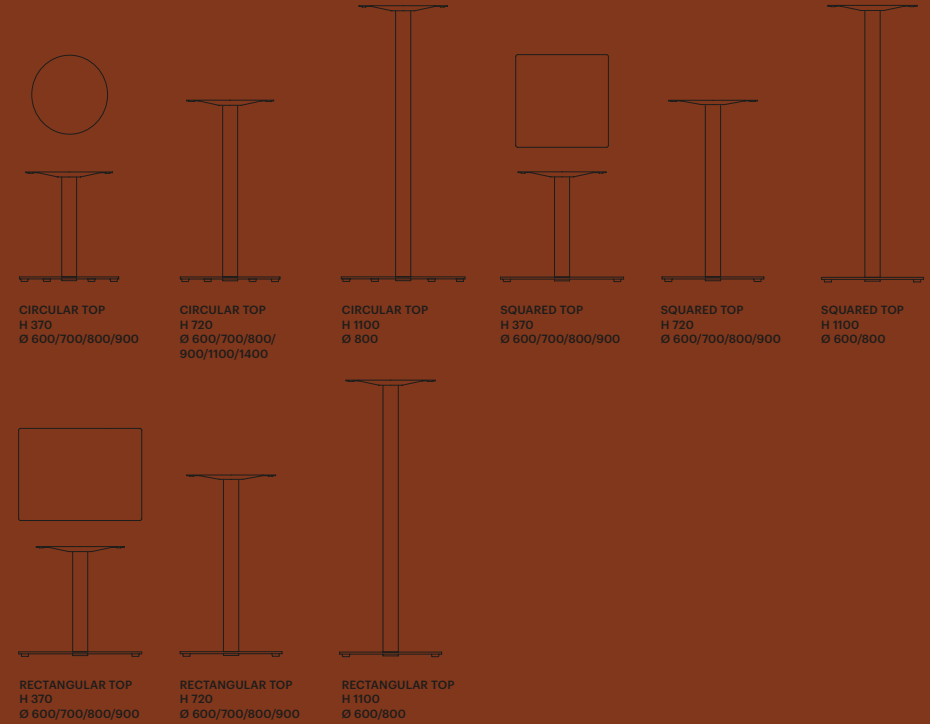 CIRCULAR TOP
H 370
Ø 600/700/800/900
CIRCULAR TOP
H 720
Ø 600/700/800/
900/1100/1400
CIRCULAR TOP
H 1100
Ø 800
SQUARED TOP
H 370
Ø 600/700/800/900
SQUARED TOP
H 720
Ø 600/700/800/900
SQUARED TOP
H 1100
Ø 600/800
RECTANGULAR TOP
H 370
Ø 600/700/800/900
RECTANGULAR TOP
H 720
Ø 600/700/800/900
RECTANGULAR TOP
H 1100
Ø 600/800